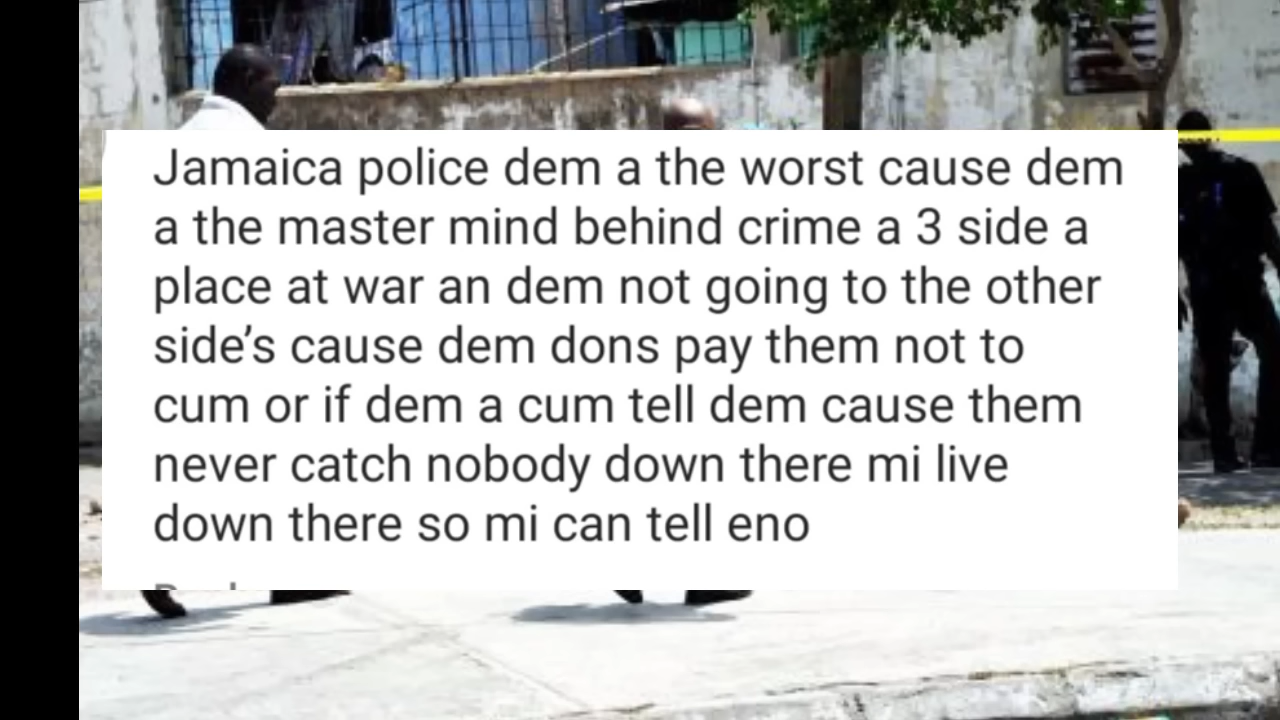 Jamaica police dem a the worst cause dem
a the master mind behind crime a 3 side a
place at war an dem not going to the other
side’s cause dem dons pay them not to
cum or if dem a cum tell dem cause them
never catch nobody down there mi live
down there so mi can tell eno